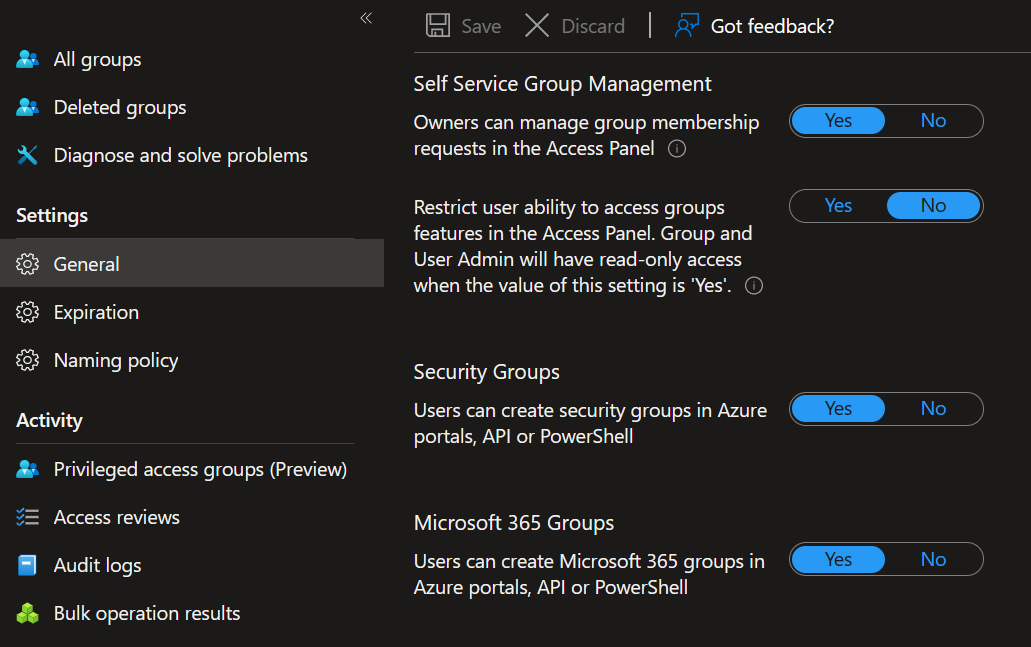 «
All groups
Deleted groups
Diagnose and solve problems
Settings
General
Expiration
Naming policy
Activity
Privileged access groups (Preview)
Access reviews
Audit logs
Bulk operation results
Save Discard | Got feedback?
Self Service Group Management
Owners can manage group membership
requests in the Access Panel
Yes No
Restrict user ability to access groups
features in the Access Panel. Group and
User Admin will have read-only access
when the value of this setting is 'Yes'.
Yes No
Security Groups
Users can create security groups in Azure
portals, API or PowerShell
Yes No
Microsoft 365 Groups
Users can create Microsoft 365 groups in
Azure portals, API or PowerShell
Yes No